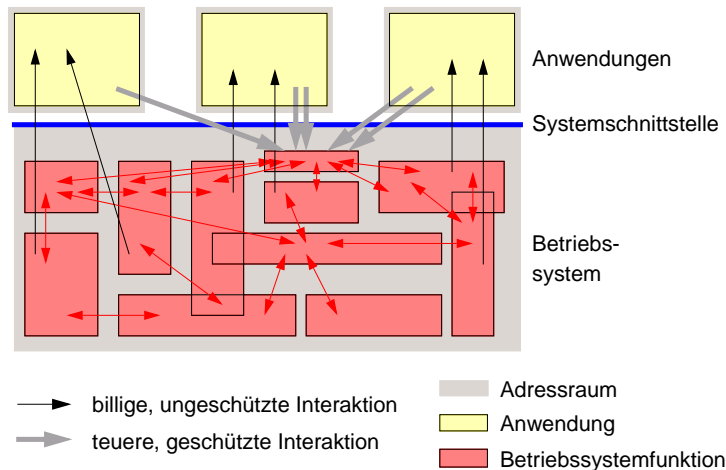 Anwendungen
Systemschnittstelle
Betriebs-
system
billige, ungeschützte Interaktion
teuere, geschützte Interaktion
Adressraum
Anwendung
Betriebssystemfunktion